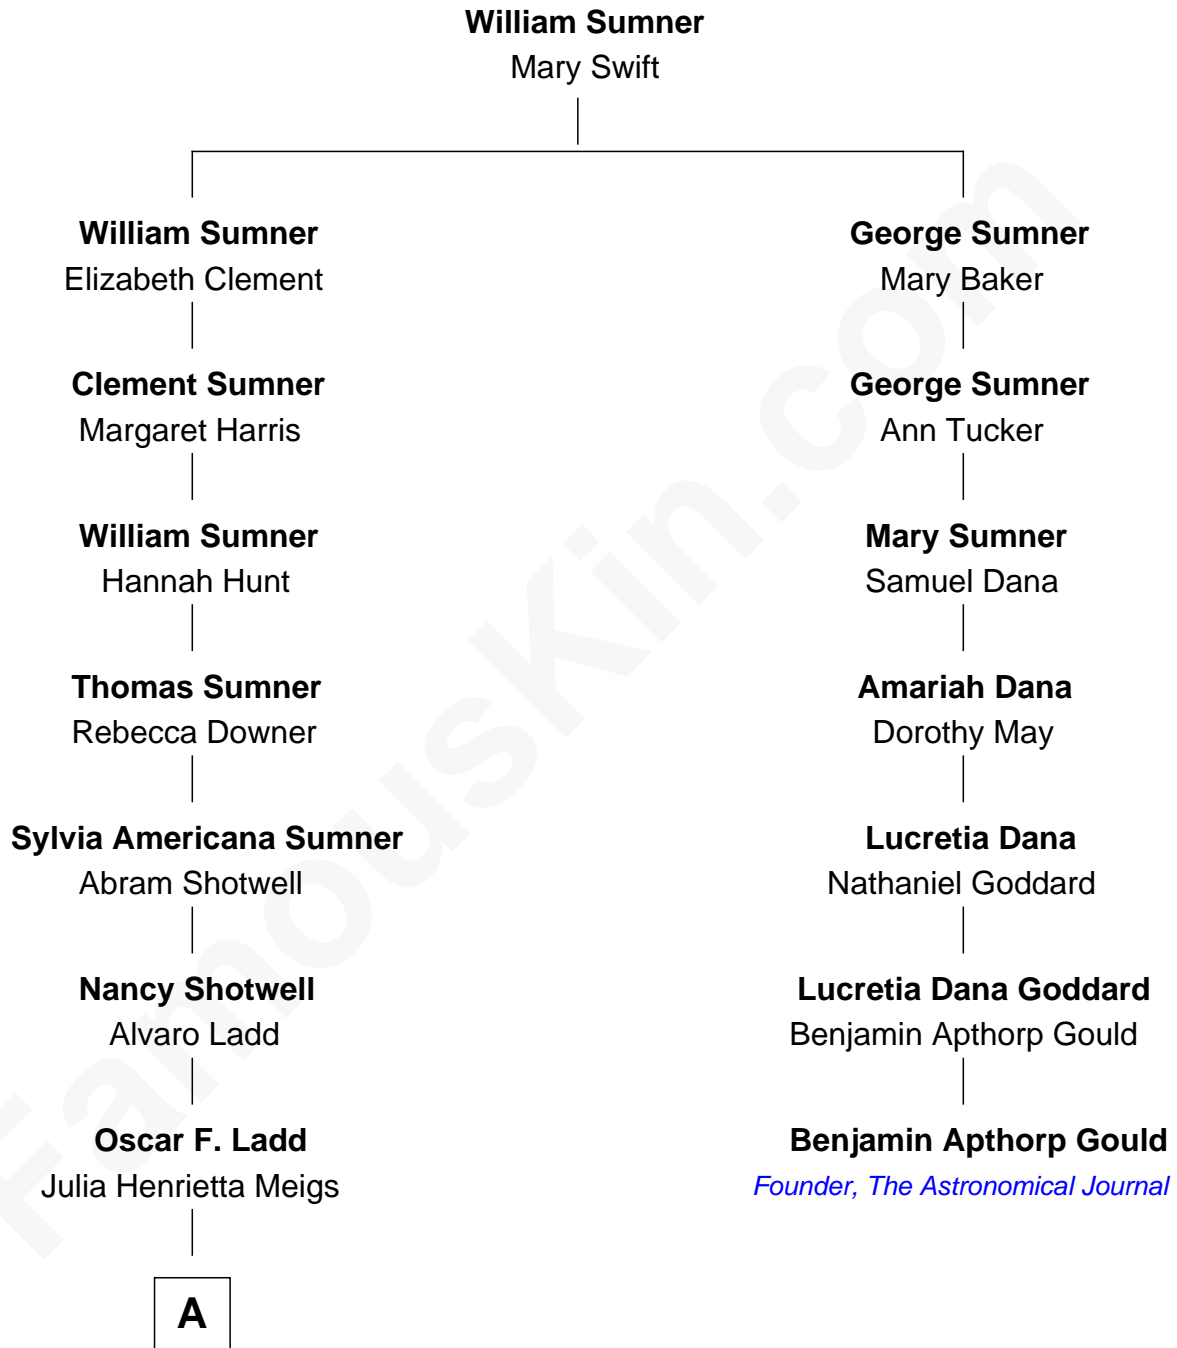 William Sumner
Mary Swift
William Sumner
Elizabeth Clement
Clement Sumner
Margaret Harris
William Sumner
Hannah Hunt
Thomas Sumner
Rebecca Downer
Sylvia Americana Sumner
Abram Shotwell
Nancy Shotwell
Alvaro Ladd
Oscar F. Ladd
Julia Henrietta Meigs
A
George Sumner
Mary Baker
George Sumner
Ann Tucker
Mary Sumner
Samuel Dana
Amariah Dana
Dorothy May
Lucretia Dana
Nathaniel Goddard
Lucretia Dana Goddard
Benjamin Apthorp Gould
Benjamin Apthorp Gould
Founder, The Astronomical Journal
FamousKin.com